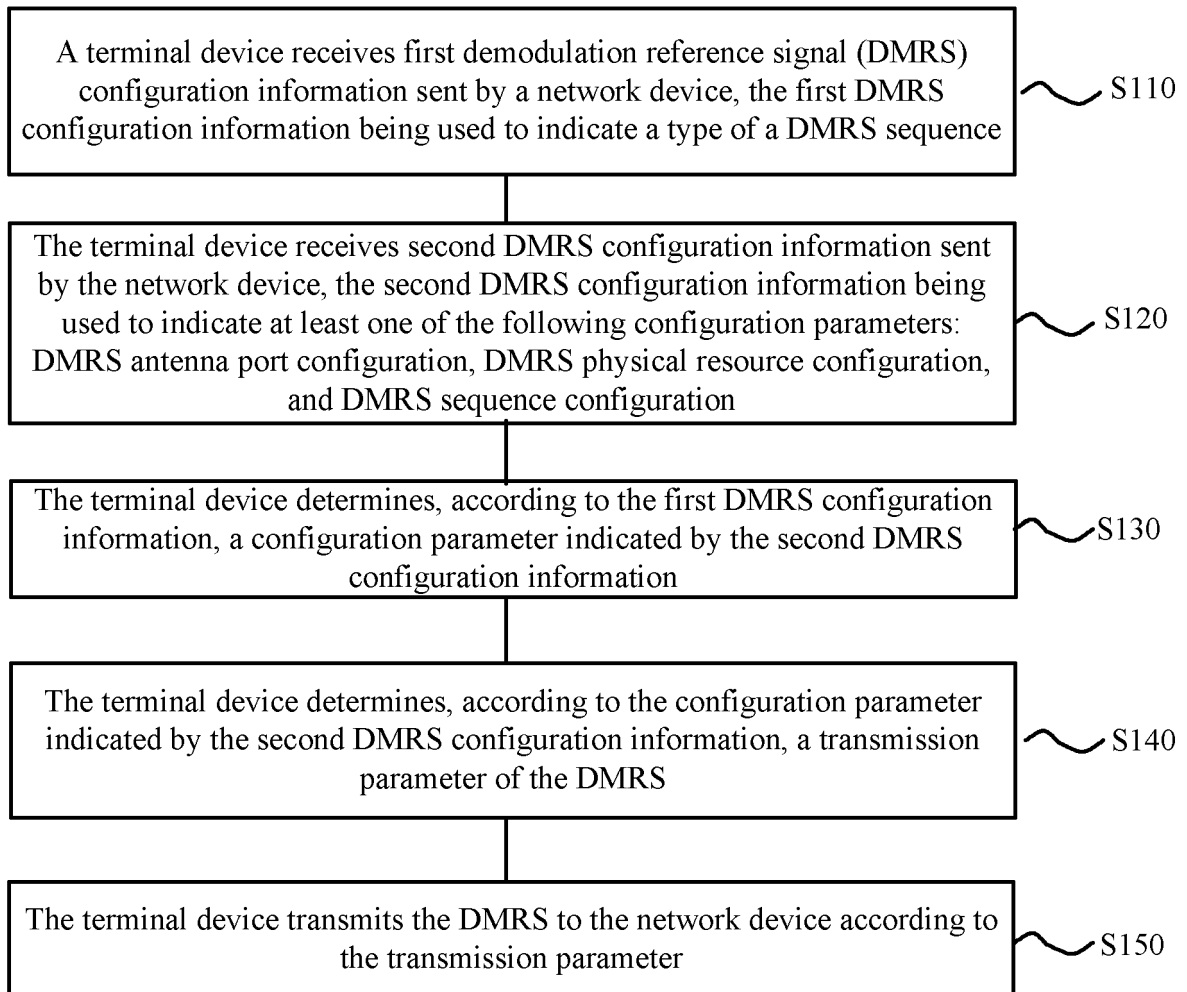 A terminal device receives first demodulation reference signal (DMRS)
configuration information sent by a network device, the first DMRS
configuration information being used to indicate a type of a DMRS sequence
S110
The terminal device receives second DMRS configuration information sent
by the network device, the second DMRS configuration information being
used to indicate at least one of the following configuration parameters:
DMRS antenna port configuration, DMRS physical resource configuration,
and DMRS sequence configuration
S120
The terminal device determines, according to the first DMRS configuration
information, a configuration parameter indicated by the second DMRS
configuration information
S130
The terminal device determines, according to the configuration parameter
indicated by the second DMRS configuration information, a transmission
parameter of the DMRS
S140
The terminal device transmits the DMRS to the network device according to
the transmission parameter
S150